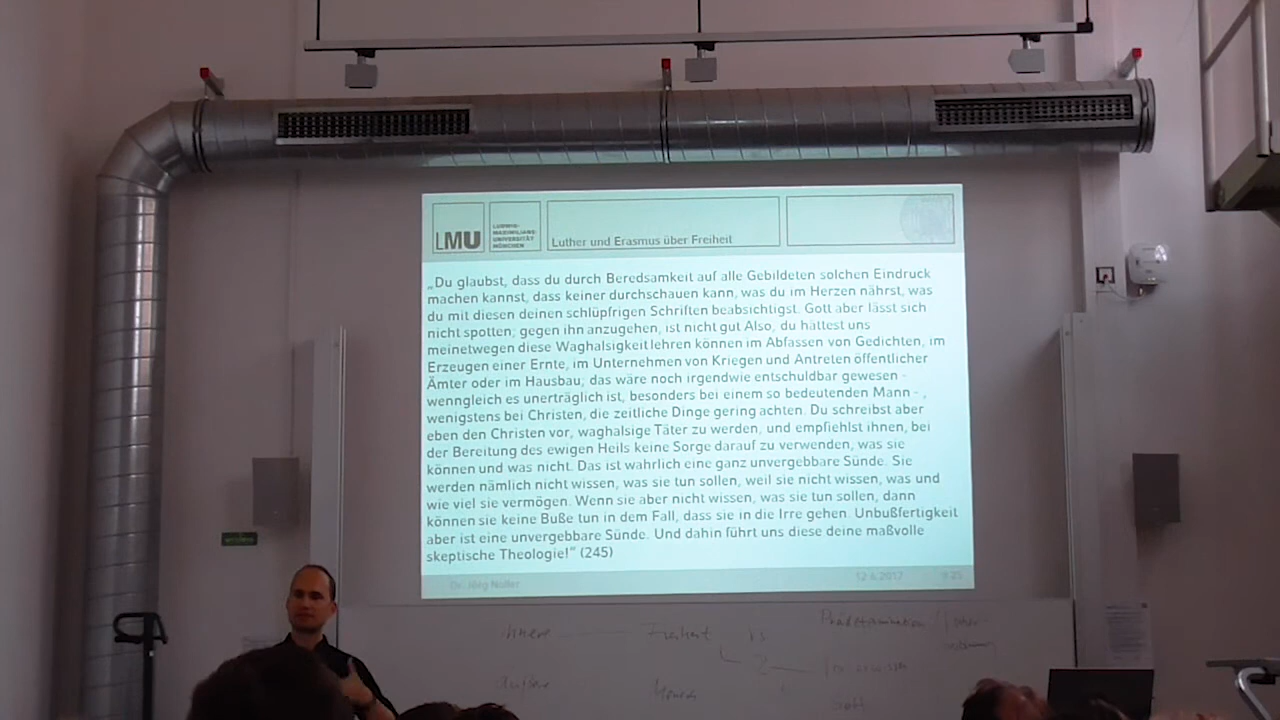 LMU
LUDWIG-
MAXIMILIANS-
UNIVERSITÄT
MÜNCHEN
Luther und Erasmus über Freiheit
„Du glaubst, dass du durch Beredsamkeit auf alle Gebildeten solchen Eindruck
machen kannst, dass keiner durchschauen kann, was du im Herzen nährst, was
du mit diesen deinen schlüpfrigen Schriften beabsichtigst. Gott aber lässt sich
nicht spotten; gegen ihn anzugehen, ist nicht gut Also, du hättest uns
meinetwegen diese Waghalsigkeit lehren können im Abfassen von Gedichten, im
Erzeugen einer Ernte, im Unternehmen von Kriegen und Antreten öffentlicher
Ämter oder im Hausbau; das wäre noch irgendwie entschuldbar gewesen -
wenngleich es unerträglich ist, besonders bei einem so bedeutenden Mann - ,
wenigstens bei Christen, die zeitliche Dinge gering achten. Du schreibst aber
eben den Christen vor, waghalsige Täter zu werden, und empfiehlst ihnen, bei
der Bereitung des ewigen Heils keine Sorge darauf zu verwenden, was sie
können und was nicht. Das ist wahrlich eine ganz unvergebbare Sünde. Sie
werden nämlich nicht wissen, was sie tun sollen, weil sie nicht wissen, was und
wie viel sie vermögen. Wenn sie aber nicht wissen, was sie tun sollen, dann
können sie keine Buße tun in dem Fall, dass sie in die Irre gehen. Unbußfertigkeit
aber ist eine unvergebbare Sünde. Und dahin führt uns diese deine maßvolle
skeptische Theologie!“ (245)
Dr. Jörg Noller 12.6.2017
innere Freiheit
äußere